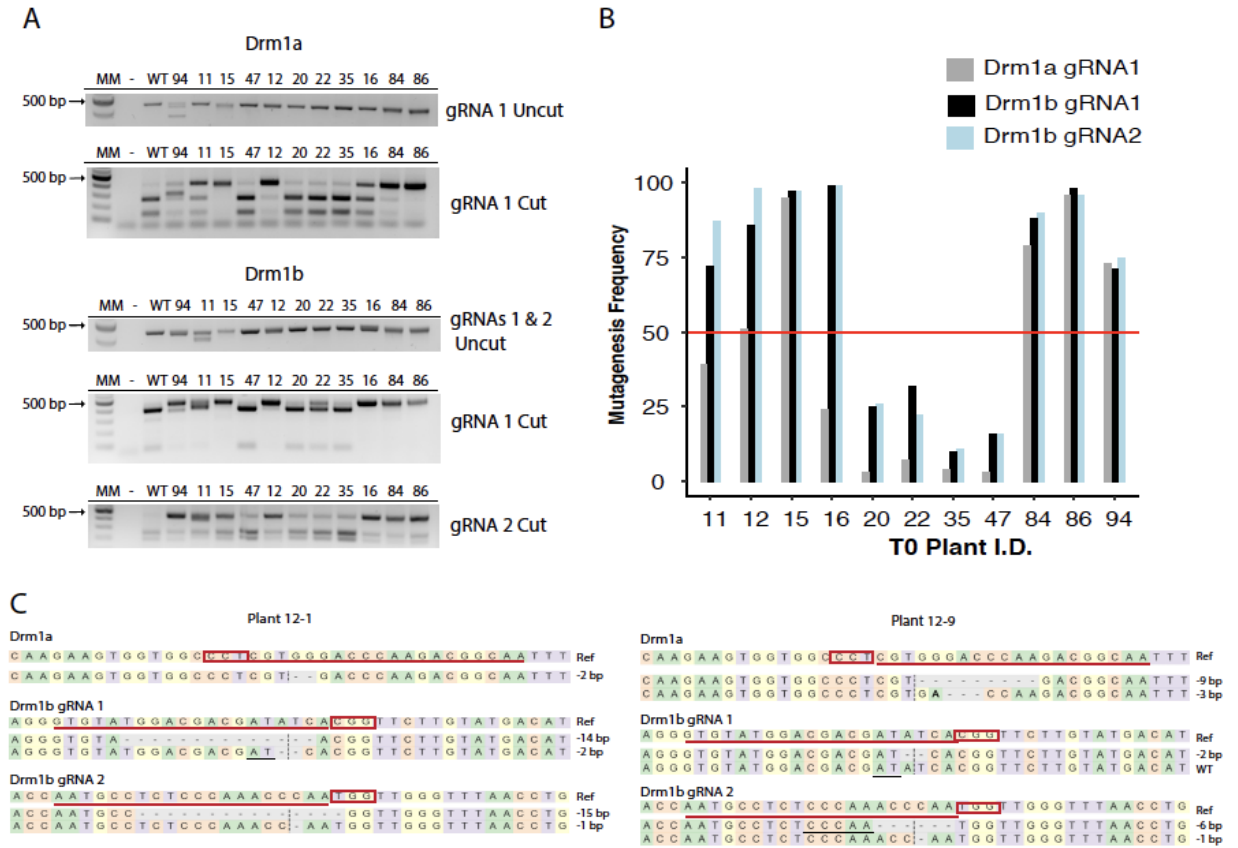 A
Drm1a
MM - WT 94 11 15 47 12 20 22 35 16 84 86
500 bp
gRNA 1 Uncut
MM - WT 94 11 15 47 12 20 22 35 16 84 86
500 bp
gRNA 1 Cut
Drm1b
MM - WT 94 11 15 47 12 20 22 35 16 84 86
500 bp
gRNAs 1 & 2
Uncut
MM - WT 94 11 15 47 12 20 22 35 16 84 86
500 bp
gRNA 1 Cut
MM - WT 94 11 15 47 12 20 22 35 16 84 86
500 bp
gRNA 2 Cut
B
Drm1a gRNA1
Drm1b gRNA1
Drm1b gRNA2
Mutagenesis Frequency
100
75
50
25
0
11 12 15 16 20 22 35 47 84 86 94
T0 Plant I.D.
C
Plant 12-1
Drm1a
CAAGAAGTGGTGGCCCTCGTGGGACCCAAGACGGCAATTT Ref
CAAGAAGTGGTGGCCCTCGT--GACCCAAGACGGCAATTT -2 bp
Drm1b gRNA 1
AGGGTGTATGGACGACGATATCACGGTTCTTGTATGACAT Ref
AGGGTGTA--------------ACGGTTCTTGTATGACAT -14 bp
AGGGTGTATGGACGACGAT--CACGGTTCTTGTATGACAT -2 bp
Drm1b gRNA 2
ACCAATGCCTCTCCCAAACCCAATGGTTGGGTTTAACCTG Ref
ACCAATGCC--------------TGGTTGGGTTTAACCTG -15 bp
ACCAATGCCTCTCCCAAACC-AATGGTTGGGTTTAACCTG -1 bp
Plant 12-9
Drm1a
CAAGAAGTGGTGGCCCTCGTGGGACCCAAGACGGCAATTT Ref
CAAGAAGTGGTGGCCCTCGT---------GACGGCAATTT -9 bp
CAAGAAGTGGTGGCCCTCGTGA---CCAAGACGGCAATTT -3 bp
Drm1b gRNA 1
AGGGTGTATGGACGACGATATCACGGTTCTTGTATGACAT Ref
AGGGTGTATGGACGACGAT--CACGGTTCTTGTATGACAT -2 bp
AGGGTGTATGGACGACGATATCACGGTTCTTGTATGACAT WT
Drm1b gRNA 2
ACCAATGCCTCTCCCAAACCCAATGGTTGGGTTTAACCTG Ref
ACCAATGCCTCTCCCAA------TGGTTGGGTTTAACCTG -6 bp
ACCAATGCCTCTCCCAAACC-AATGGTTGGGTTTAACCTG -1 bp